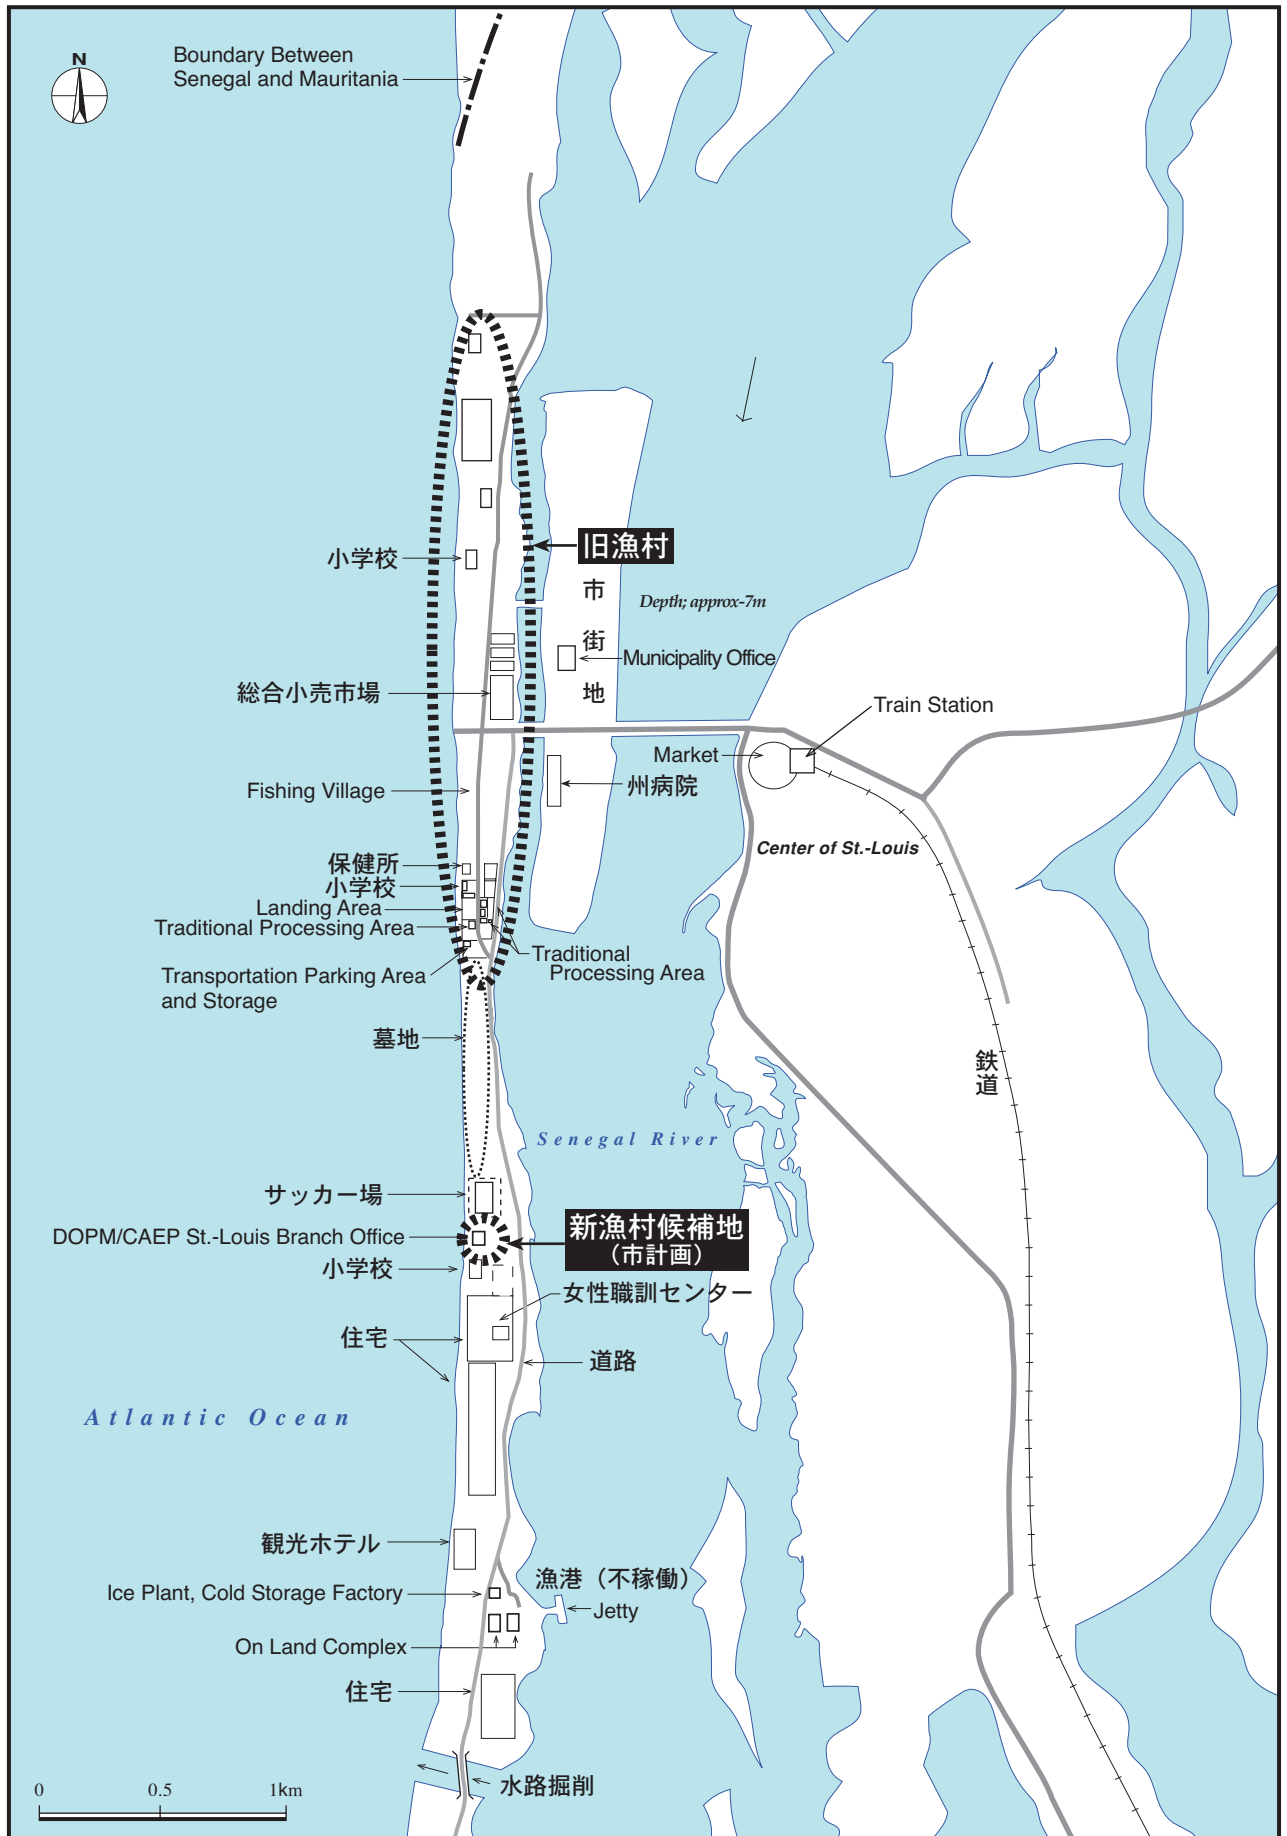 N
Boundary Between
Senegal and Mauritania
旧漁村
小学校
市街地
Depth; approx-7m
Municipality Office
総合小売市場
Train Station
Market
州病院
Fishing Village
Center of St.-Louis
保健所
小学校
Landing Area
Traditional Processing Area
Traditional
Processing Area
Transportation Parking Area
and Storage
墓地
鉄道
Senegal River
サッカー場
新漁村候補地
（市計画）
DOPM/CAEP St.-Louis Branch Office
小学校
女性職訓センター
住宅
道路
Atlantic Ocean
観光ホテル
漁港（不稼働）
Ice Plant, Cold Storage Factory
Jetty
On Land Complex
住宅
水路掘削
0 0.5 1km